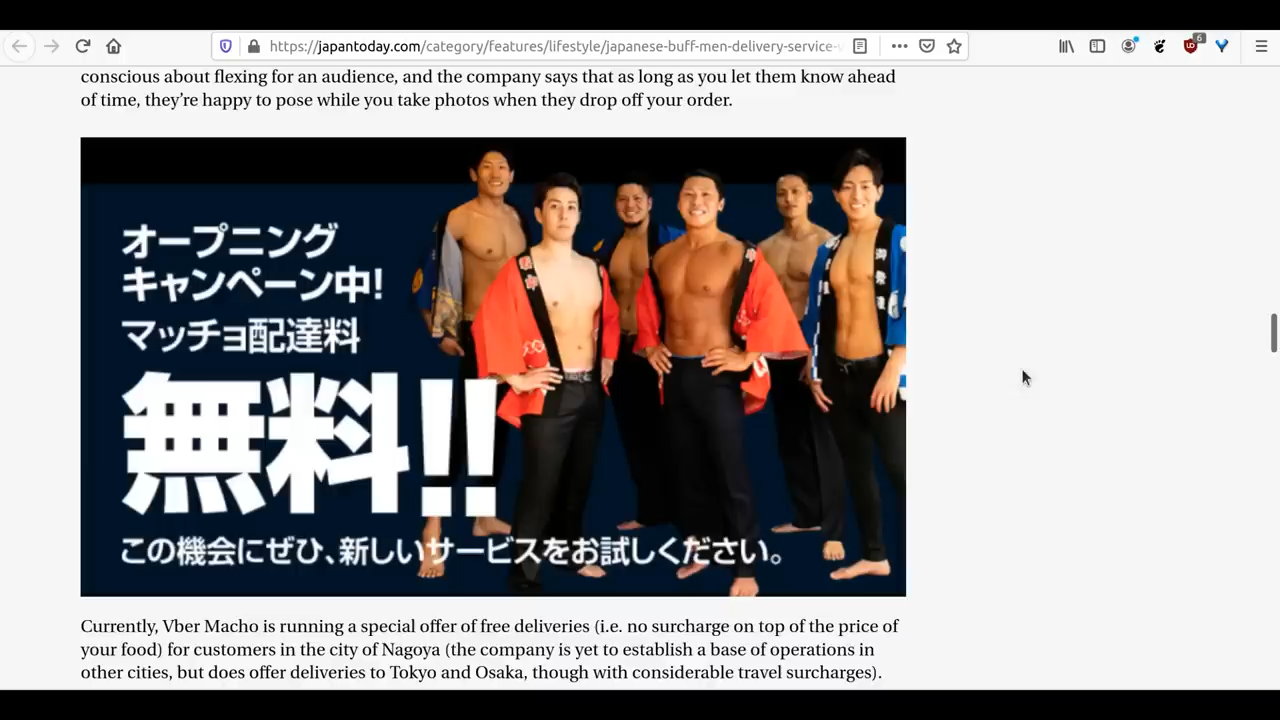 https://japantoday.com/category/features/lifestyle/japanese-buff-men-delivery-service-
6
conscious about flexing for an audience, and the company says that as long as you let them know ahead
of time, they’re happy to pose while you take photos when they drop off your order.
オープニング
キャンペーン中!
マッチョ配達料
無料!!
この機会にぜひ、新しいサービスをお試しください。
Currently, Vber Macho is running a special offer of free deliveries (i.e. no surcharge on top of the price of
your food) for customers in the city of Nagoya (the company is yet to establish a base of operations in
other cities, but does offer deliveries to Tokyo and Osaka, though with considerable travel surcharges).